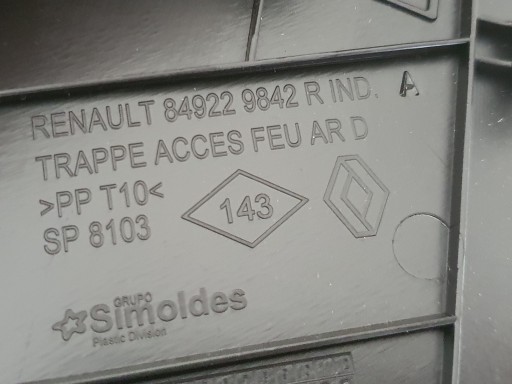 RENAULT 84922 9842 R IND. A
TRAPPE ACCES FEU AR D
>PP T10<
143
SP 8103
GRUPO
Simoldes
Plastic Division